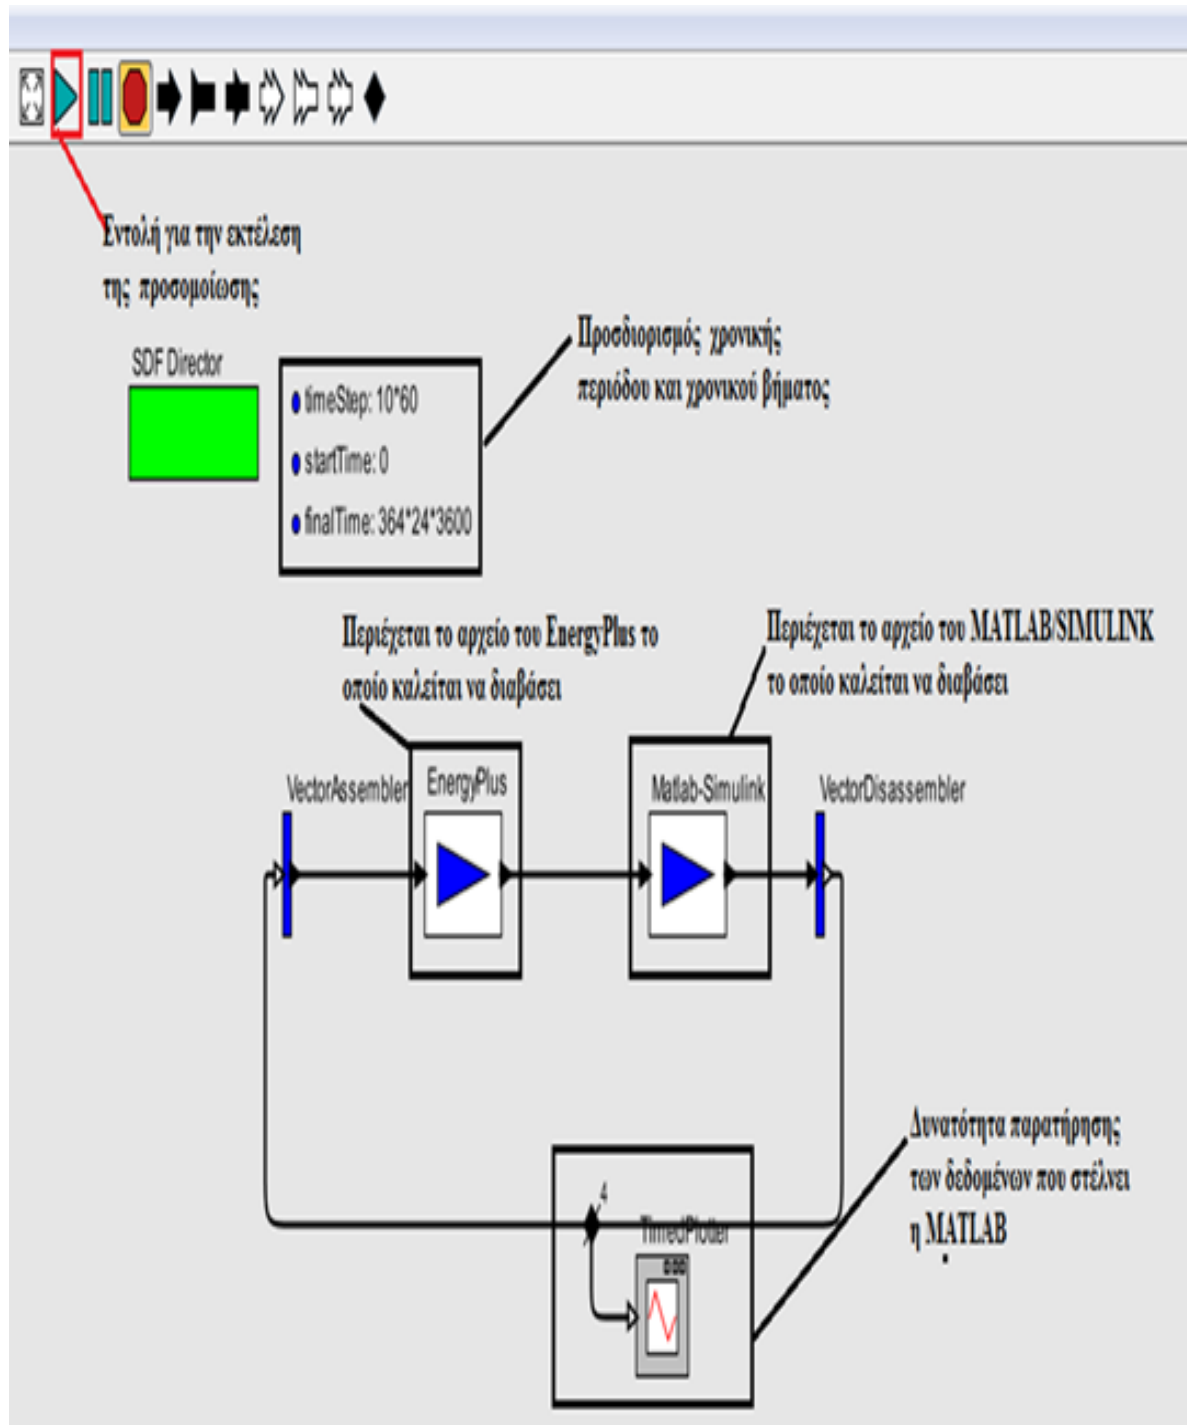 Εντολή για την εκτέλεση
της προσομοίωσης
Προσδιορισμός χρονικής
περιόδου και χρονικού βήματος
SDF Director
timeStep: 10*60
startTime: 0
finalTime: 364*24*3600
Περιέχεται το αρχείο του EnergyPlus το
οποίο καλείται να διαβάσει
Περιέχεται το αρχείο του MATLAB/SIMULINK
το οποίο καλείται να διαβάσει
VectorAssembler
EnergyPlus
Matlab-Simulink
VectorDisassembler
Δυνατότητα παρατήρησης
των δεδομένων που στέλνει
η MATLAB
4
TimedPlotter